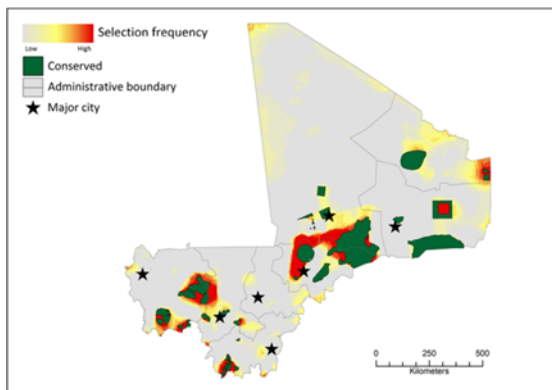 Selection frequency
Low High
Conserved
Administrative boundary
Major city
0 250 500
Kilometers